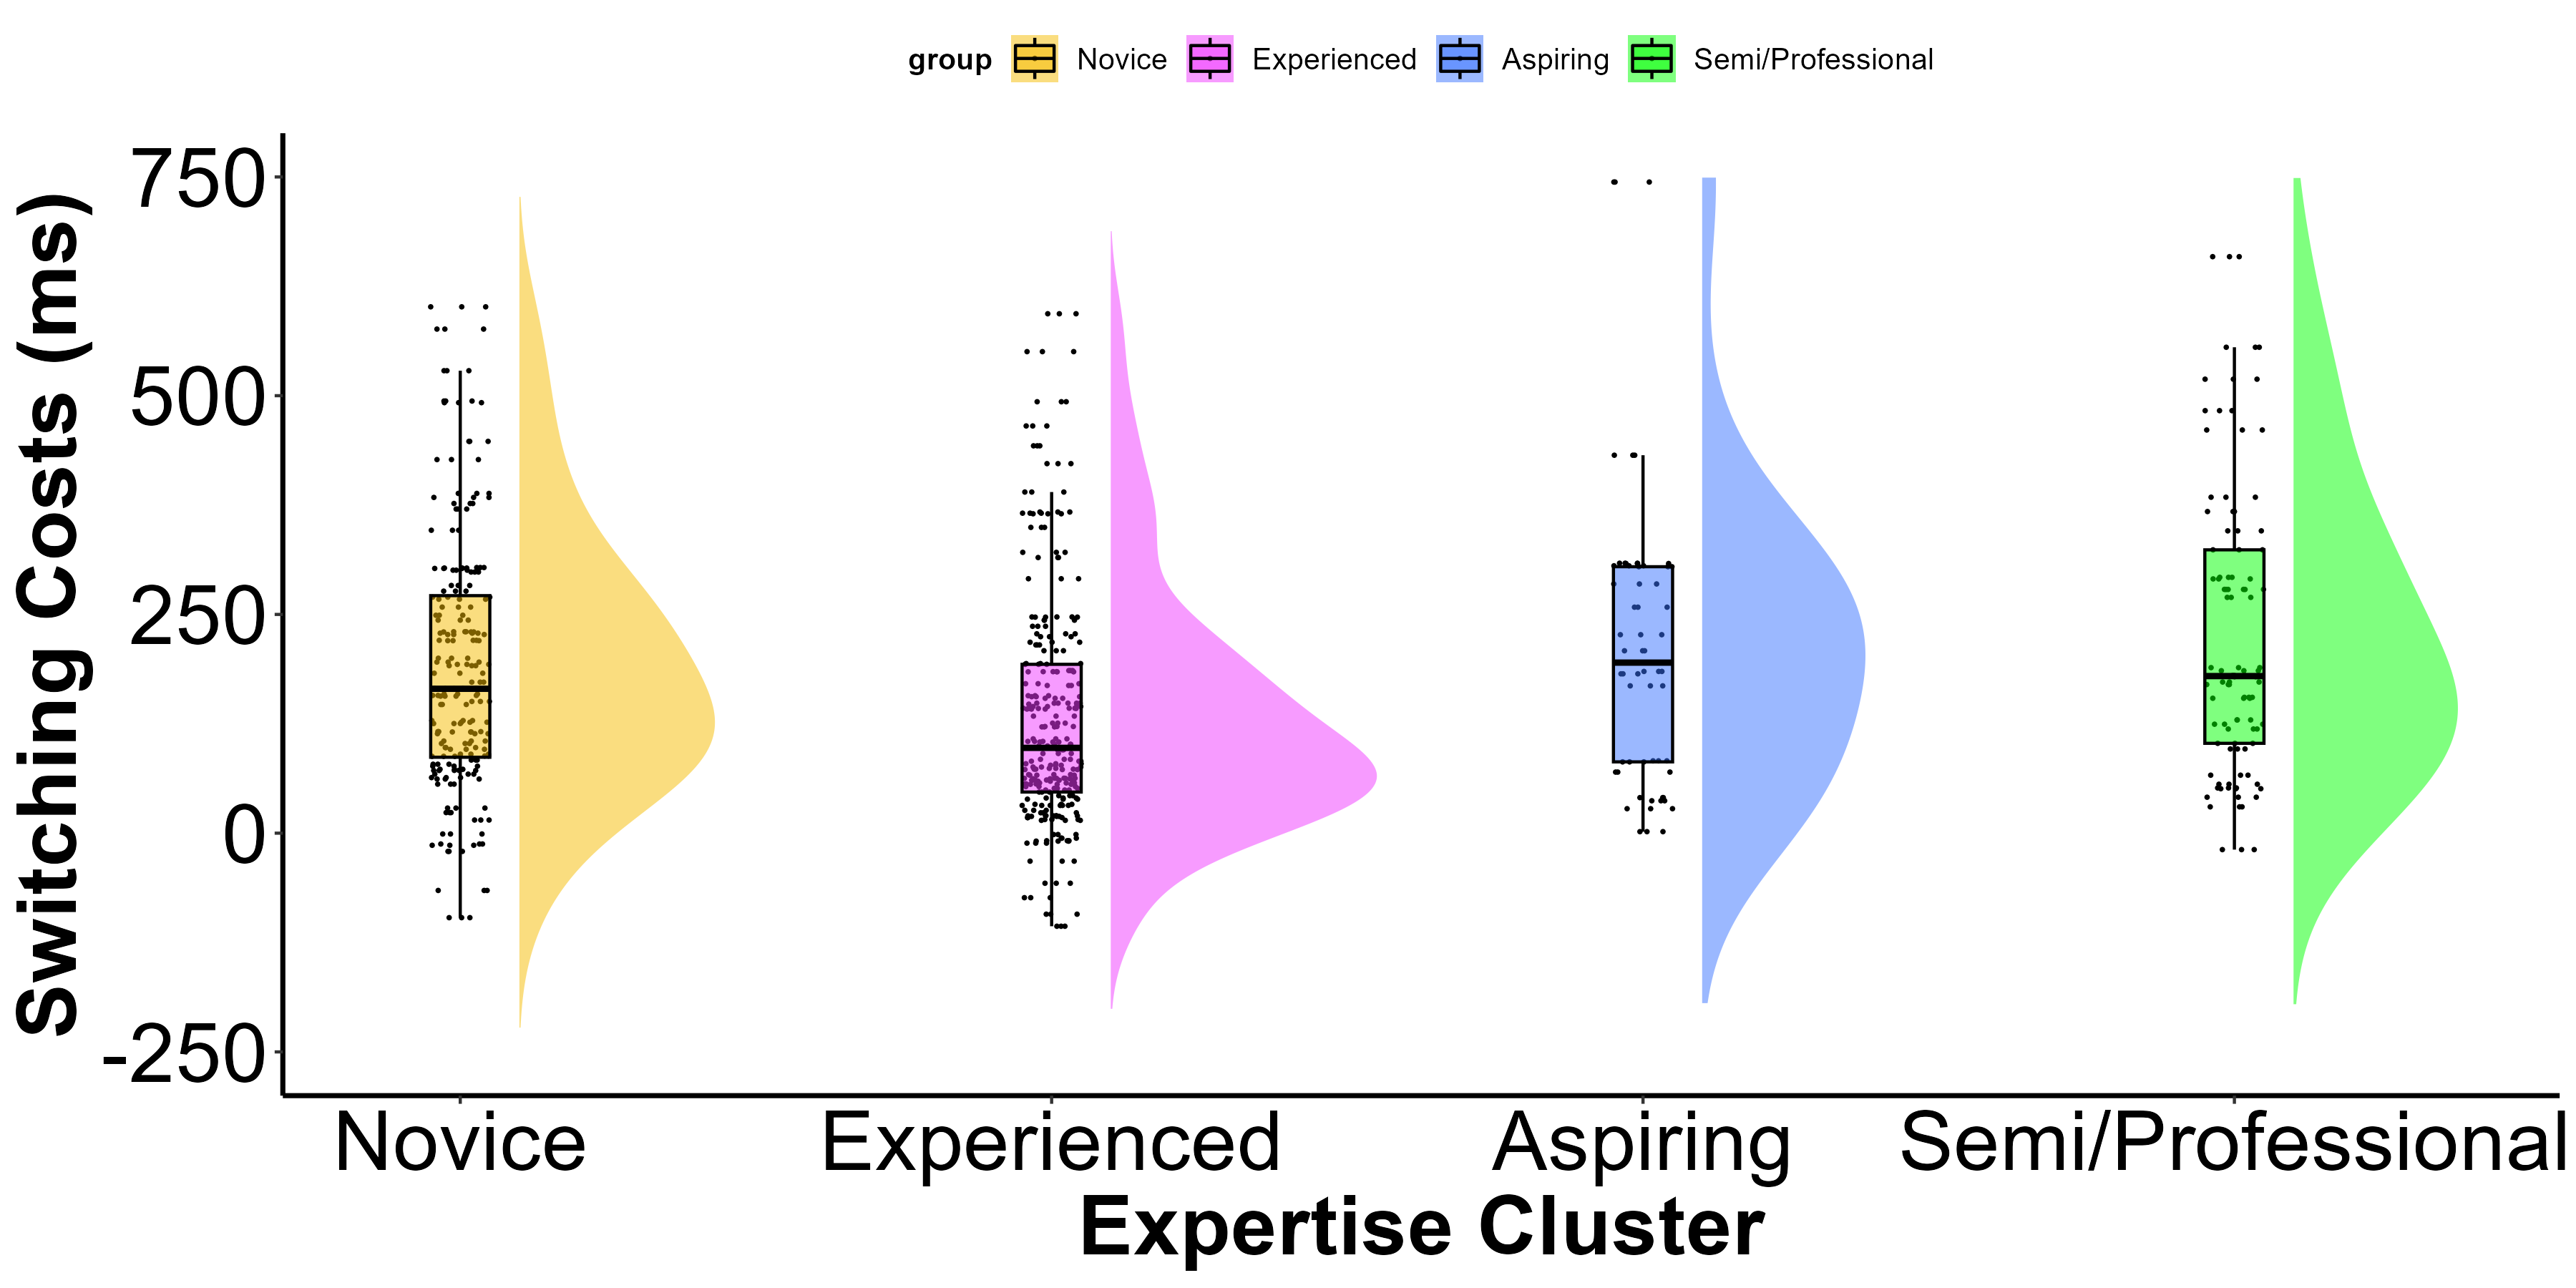 group Novice Experienced Aspiring Semi/Professional
Switching Costs (ms)
750
500
250
0
-250
Novice Experienced Aspiring Semi/Professional
Expertise Cluster